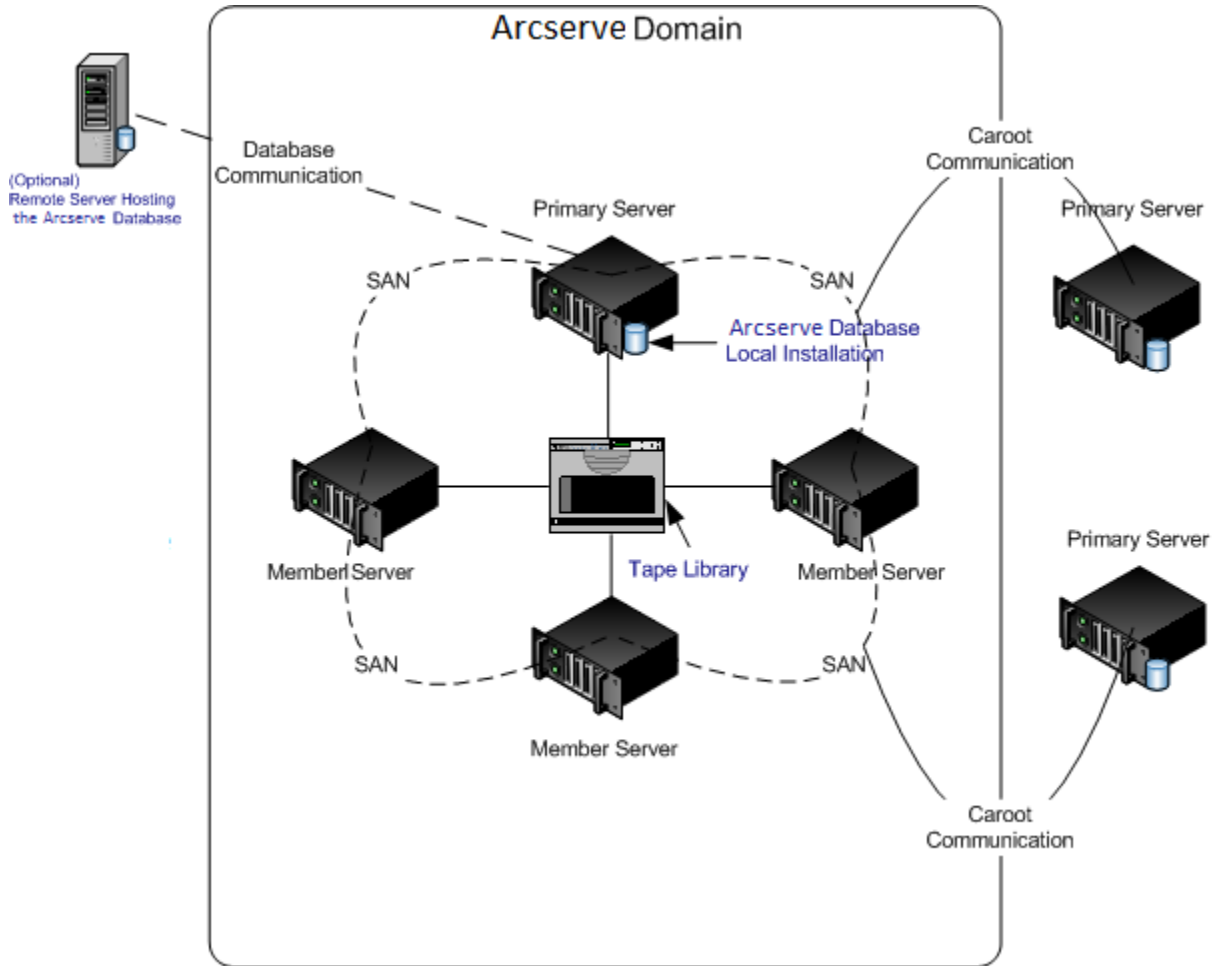 Arcserve Domain
(Optional)
Remote Server Hosting
the Arcserve Database
Database
Communication
Caroot
Communication
Primary Server
Primary Server
SAN
SAN
Arcserve Database
Local Installation
Member Server
Tape Library
Member Server
Primary Server
SAN
SAN
Member Server
Caroot
Communication